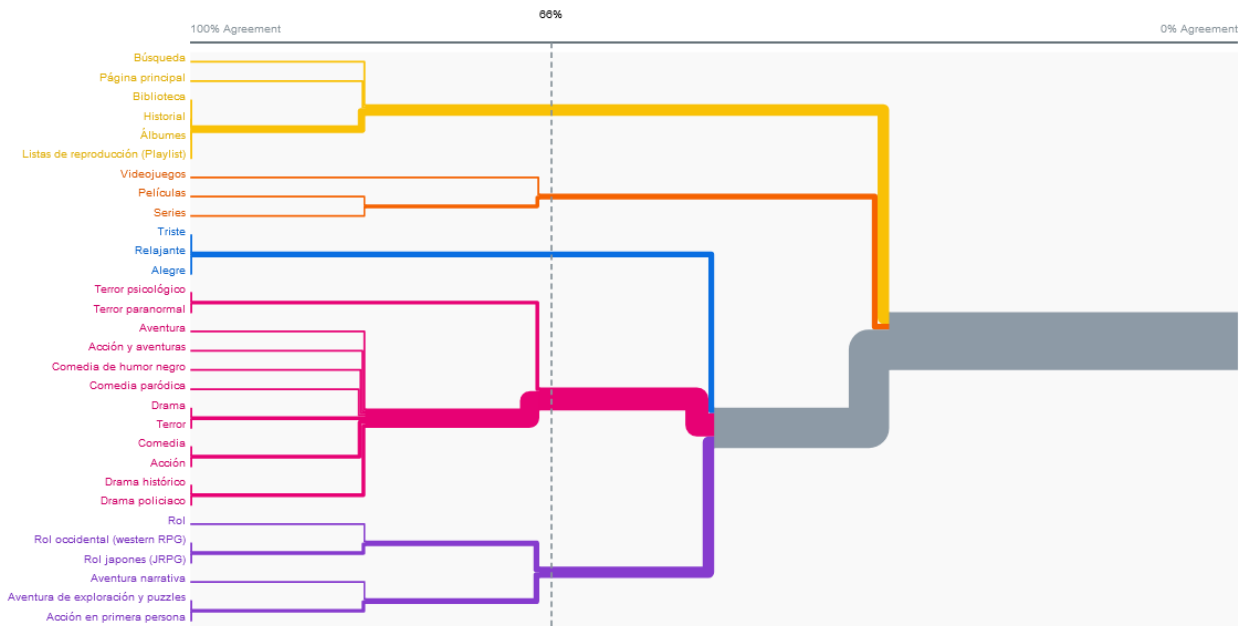 66%
100% Agreement
0% Agreement
Búsqueda
Página principal
Biblioteca
Historial
Álbumes
Listas de reproducción (Playlist)
Videojuegos
Películas
Series
Triste
Relajante
Alegre
Terror psicológico
Terror paranormal
Aventura
Acción y aventuras
Comedia de humor negro
Comedia paródica
Drama
Terror
Comedia
Acción
Drama histórico
Drama policiaco
Rol
Rol occidental (western RPG)
Rol japones (JRPG)
Aventura narrativa
Aventura de exploración y puzzles
Acción en primera persona